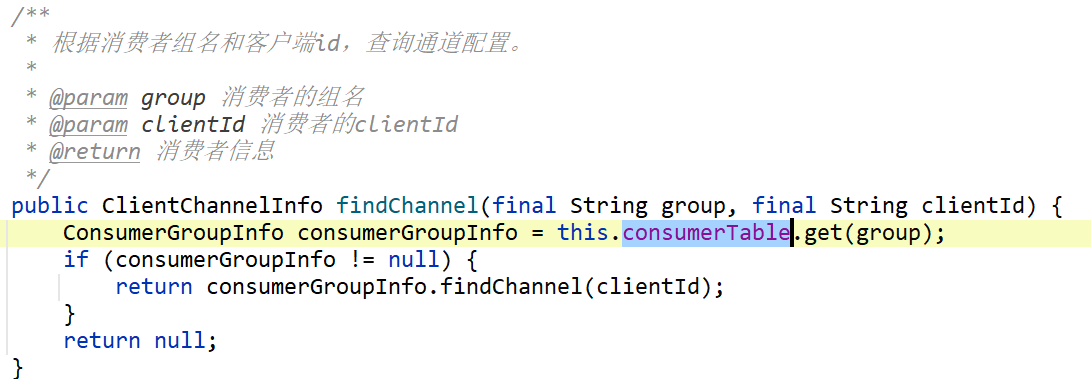 /**
 * 根据消费者组名和客户端id，查询通道配置。
 *
 * @param group 消费者的组名
 * @param clientId 消费者的clientId
 * @return 消费者信息
 */
public ClientChannelInfo findChannel(final String group, final String clientId) {
    ConsumerGroupInfo consumerGroupInfo = this.consumerTable.get(group);
    if (consumerGroupInfo != null) {
        return consumerGroupInfo.findChannel(clientId);
    }
    return null;
}